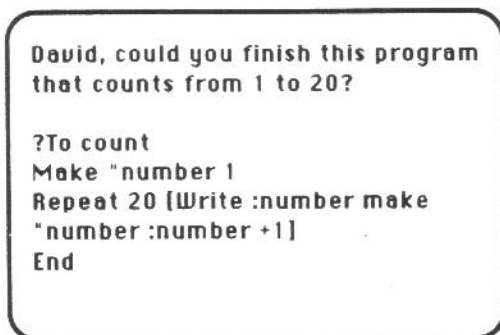 David, could you finish this program
that counts from 1 to 20?
?To count
Make "number 1
Repeat 20 [Write :number make
"number :number +1]
End